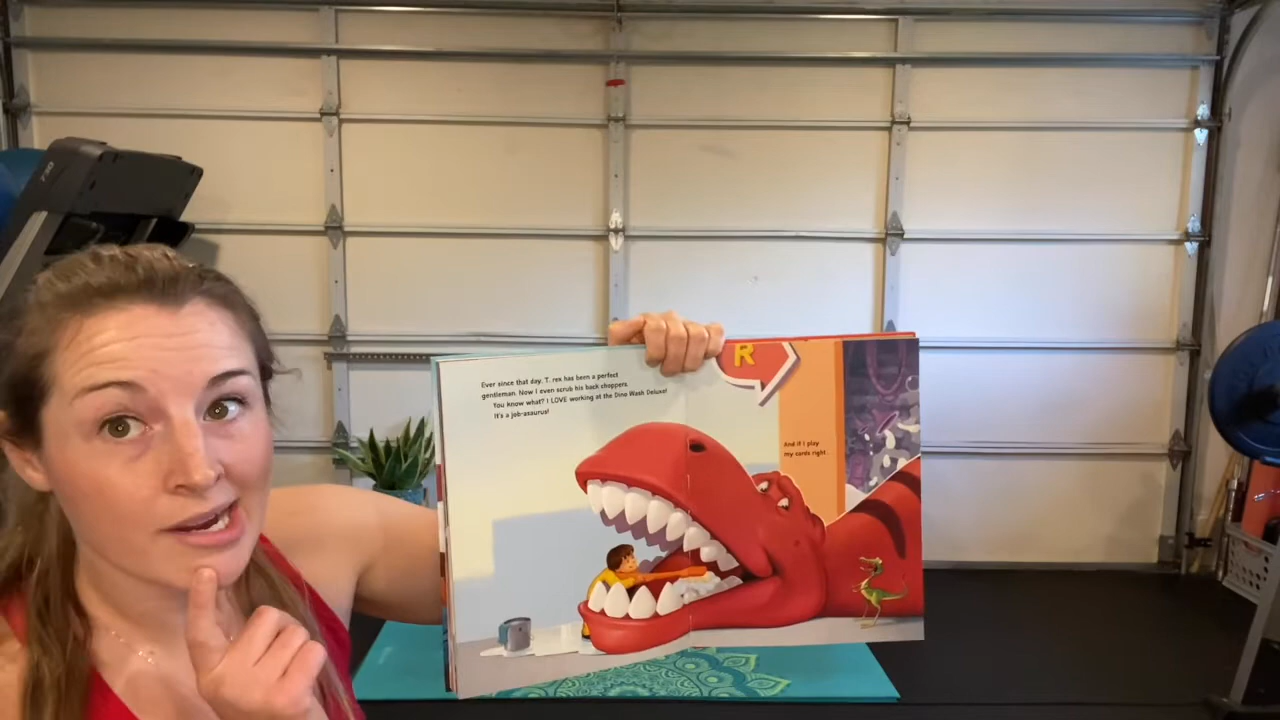 T50
R
Ever since that day, T. rex has been a perfect
gentleman. Now I even scrub his back choppers.
You know what? I LOVE working at the Dino Wash Deluxe!
It's a job-asaurus!
And if I play
my cards right